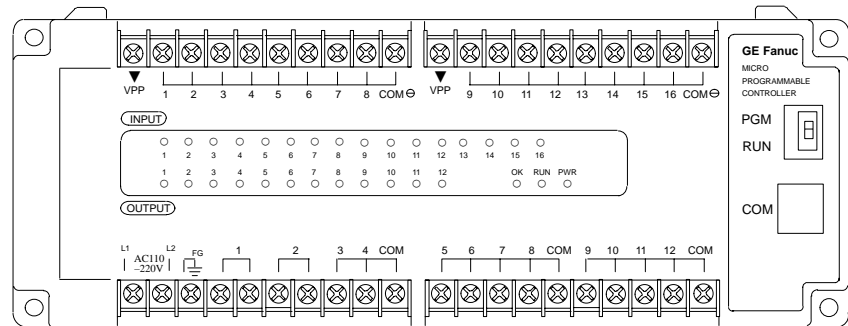 GE Fanuc
MICRO
PROGRAMMABLE
CONTROLLER
PGM
RUN
COM
VPP 1 2 3 4 5 6 7 8 COM ⊖ VPP 9 10 11 12 13 14 15 16 COM ⊖
INPUT
1 2 3 4 5 6 7 8 9 10 11 12 13 14 15 16
1 2 3 4 5 6 7 8 9 10 11 12 OK RUN PWR
OUTPUT
L1 AC110 –220V L2 FG 1 2 3 4 COM 5 6 7 8 COM 9 10 11 12 COM